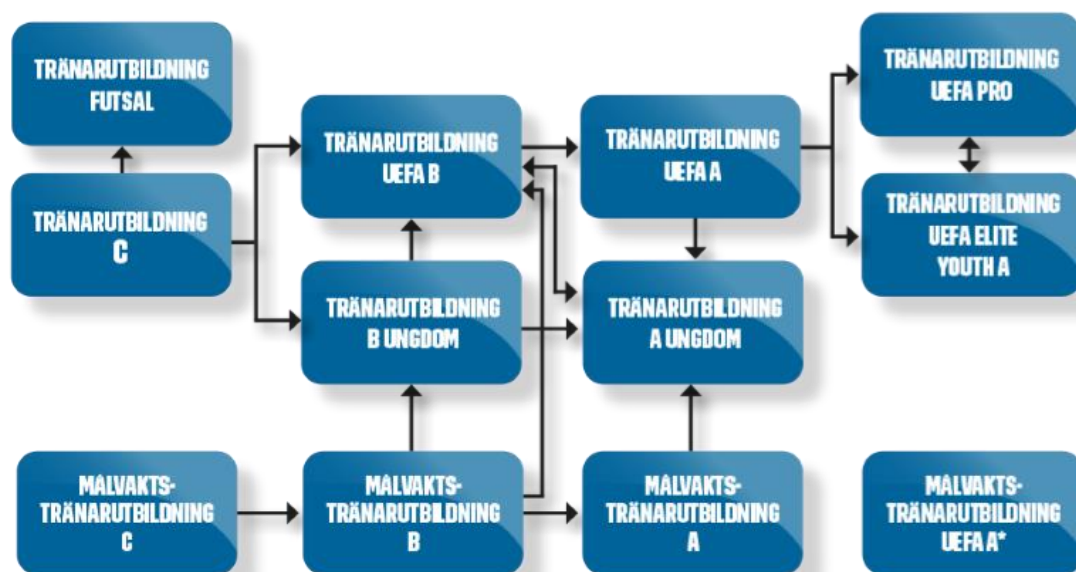 TRÄNARUTBILDNING
FUTSAL
TRÄNARUTBILDNING
C
TRÄNARUTBILDNING
UEFA B
TRÄNARUTBILDNING
B UNGDOM
TRÄNARUTBILDNING
UEFA A
TRÄNARUTBILDNING
A UNGDOM
TRÄNARUTBILDNING
UEFA PRO
TRÄNARUTBILDNING
UEFA ELITE
YOUTH A
MÅLVAKTS-
TRÄNARUTBILDNING
C
MÅLVAKTS-
TRÄNARUTBILDNING
B
MÅLVAKTS-
TRÄNARUTBILDNING
A
MÅLVAKTS-
TRÄNARUTBILDNING
UEFA A*